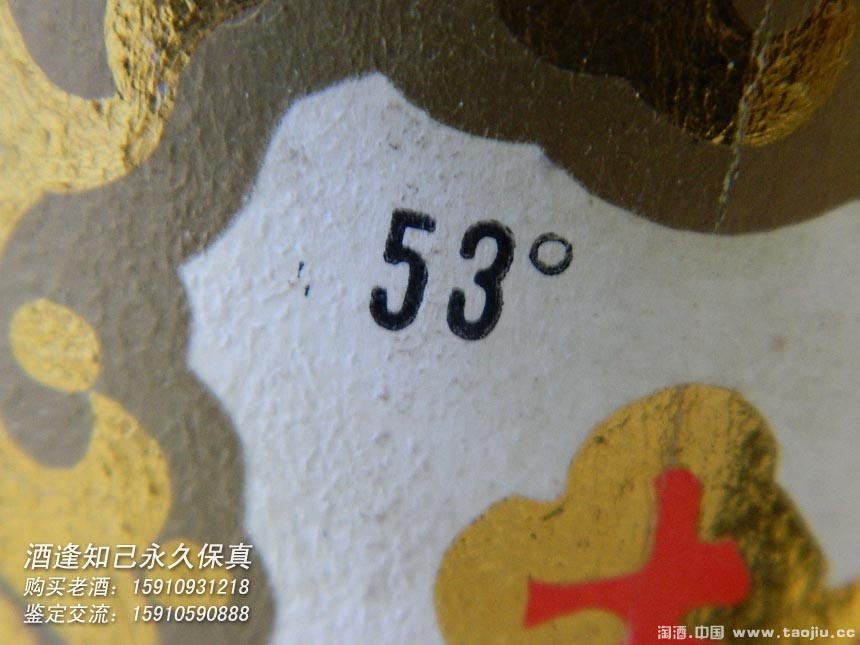 53°
酒逢知己永久保真
购买老酒：15910931218
鉴定交流：15910590888
淘酒.中国 www.taojiu.cc